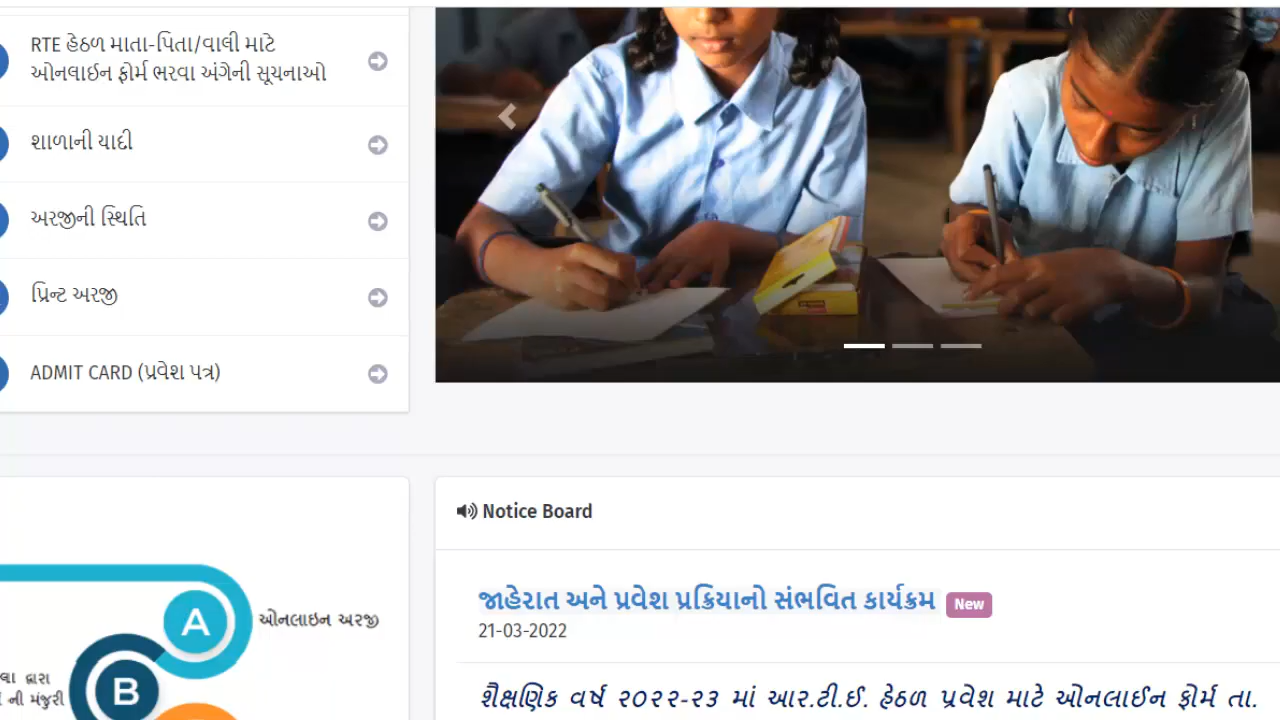 RTE હેઠળ માતા-પિતા/વાલી માટે
ઓનલાઈન ફોર્મ ભરવા અંગેની સૂચનાઓ
શાળાની યાદી
અરજીની સ્થિતિ
પ્રિન્ટ અરજી
ADMIT CARD (પ્રવેશ પત્ર)
Notice Board
જાહેરાત અને પ્રવેશ પ્રક્રિયાનો સંભવિત કાર્યક્રમ New
21-03-2022
શૈક્ષણિક વર્ષ ૨૦૨૨-૨૩ માં આર.ટી.ઈ. હેઠળ પ્રવેશ માટે ઓનલાઈન ફોર્મ તા.
A ઓનલાઇન અરજી
દ્વારા
ની મંજુરી
B